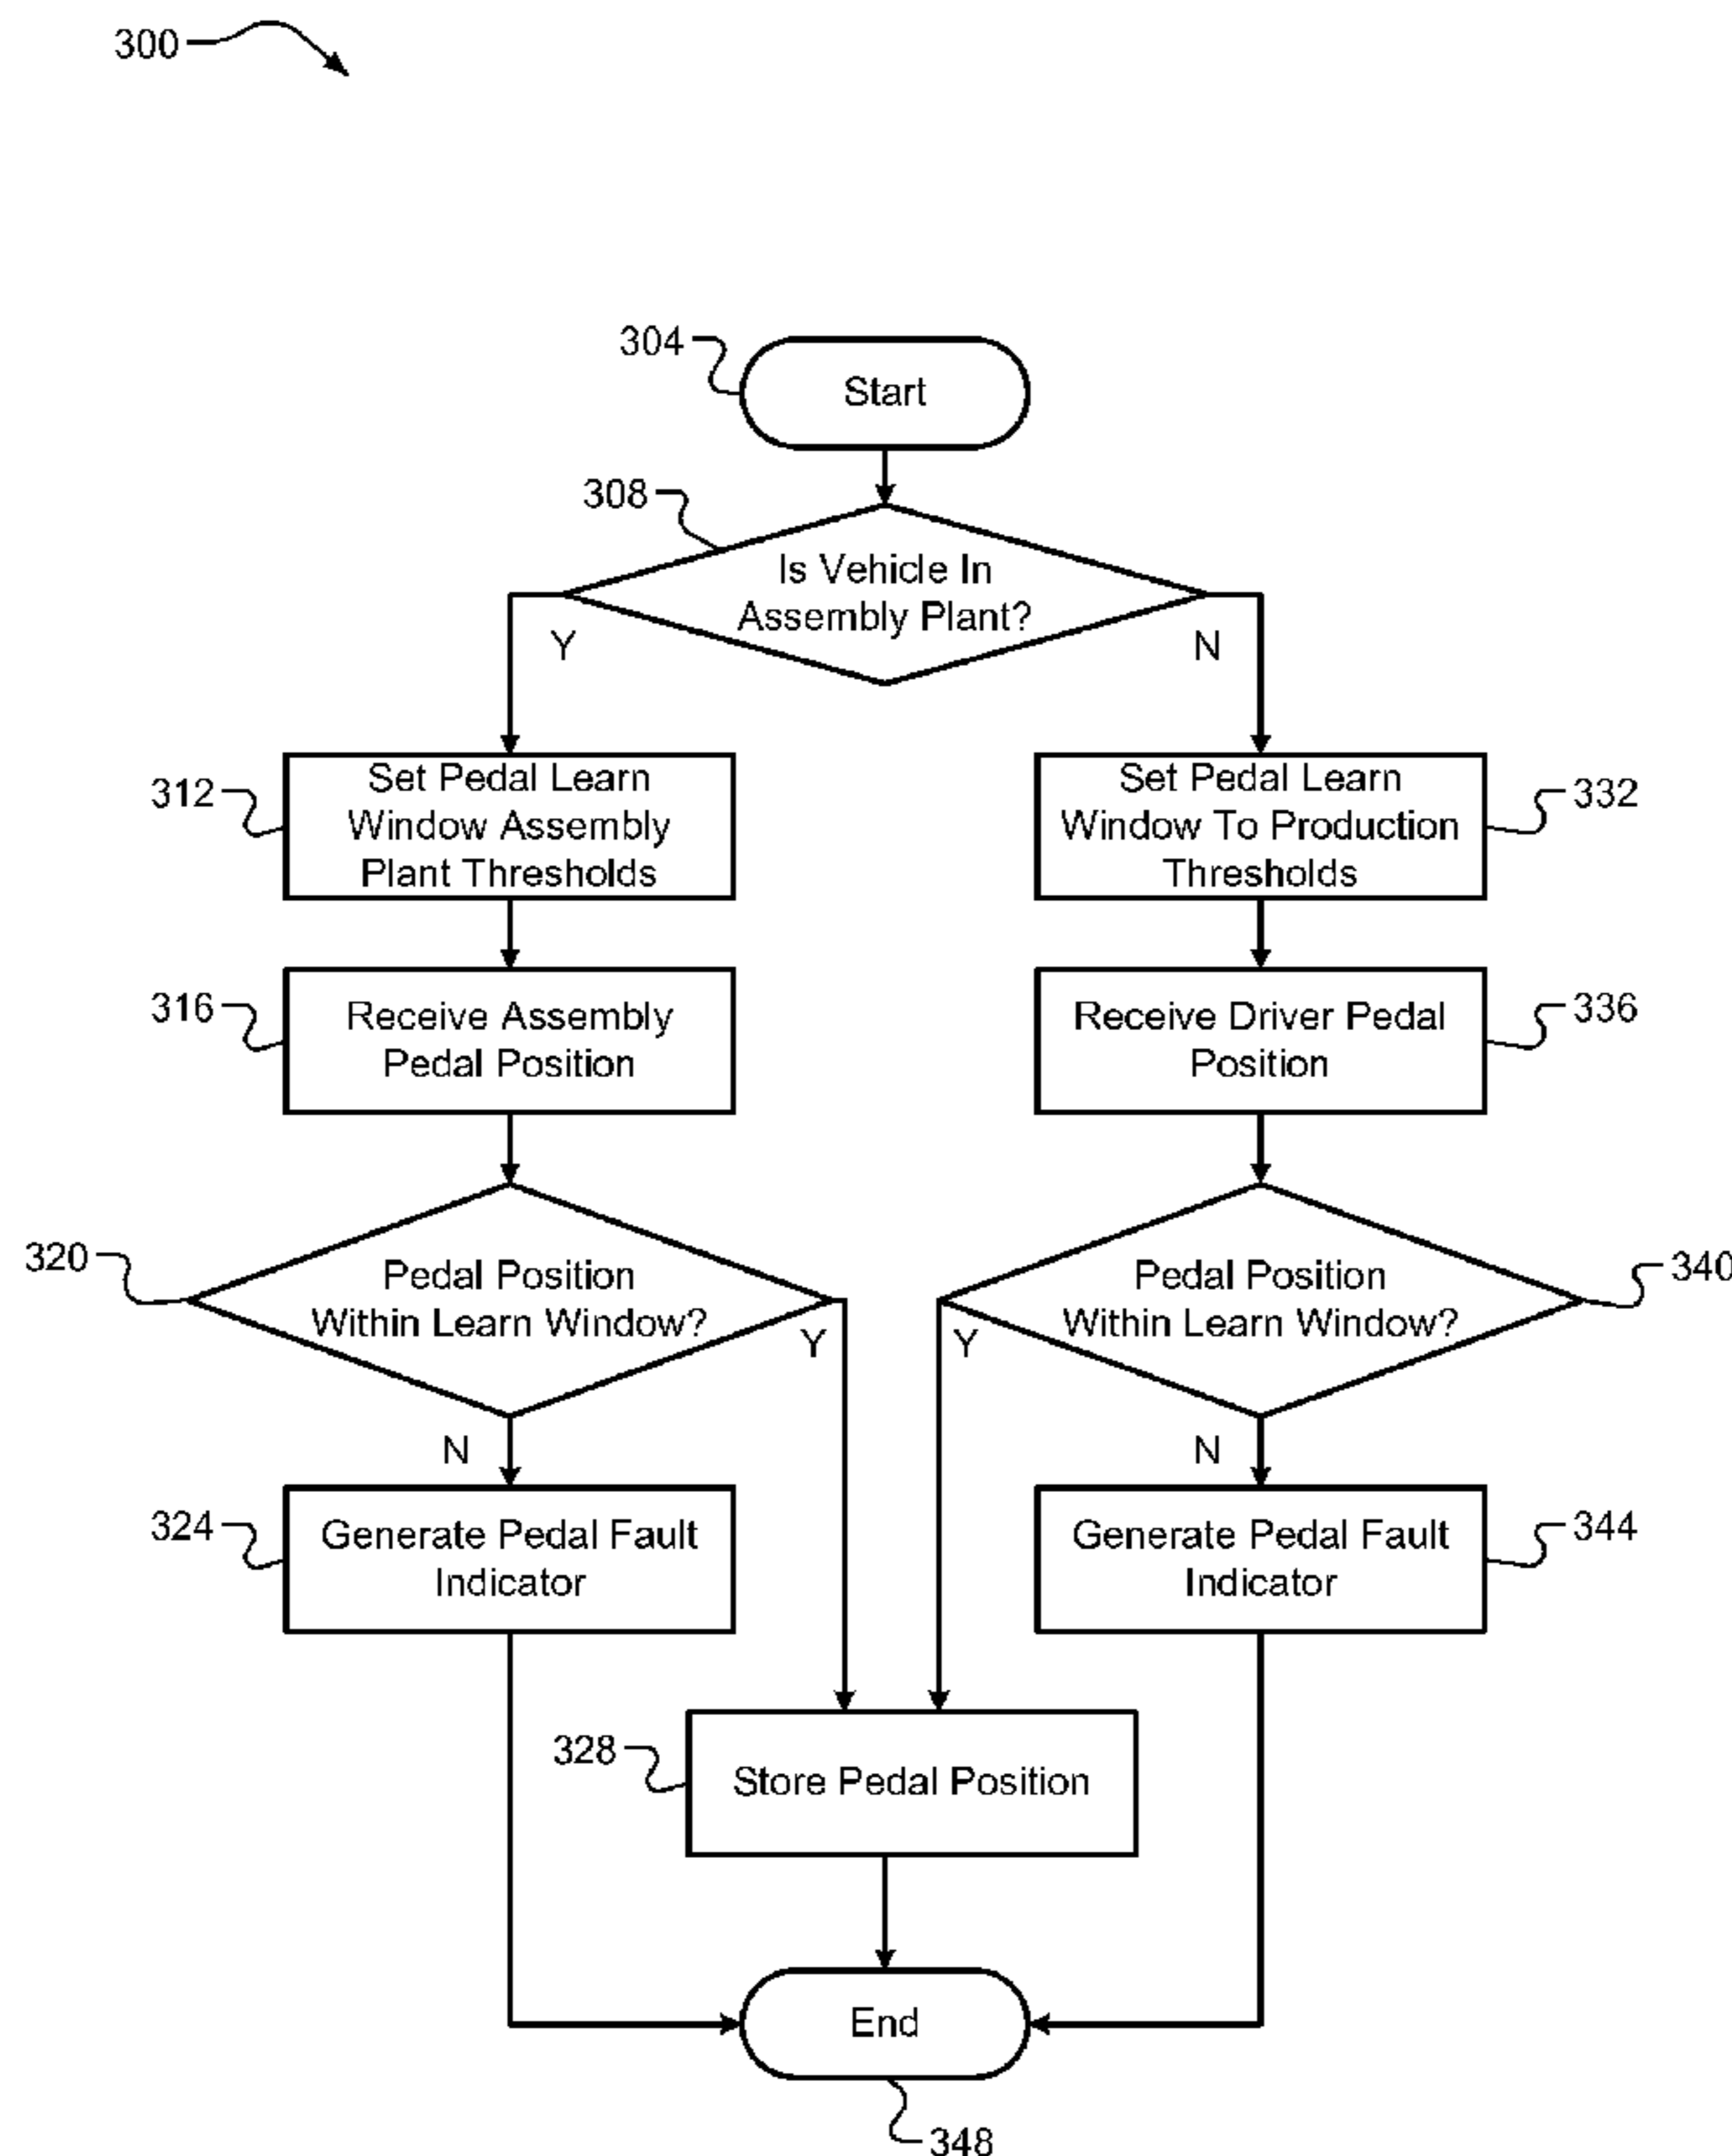 300
304
Start
308
Is Vehicle In
Assembly Plant?
Y
N
312
Set Pedal Learn
Window Assembly
Plant Thresholds
Set Pedal Learn
Window To Production
Thresholds
332
316
Receive Assembly
Pedal Position
Receive Driver Pedal
Position
336
320
Pedal Position
Within Learn Window?
Y
N
Pedal Position
Within Learn Window?
Y
N
340
324
Generate Pedal Fault
Indicator
Generate Pedal Fault
Indicator
344
328
Store Pedal Position
End
348